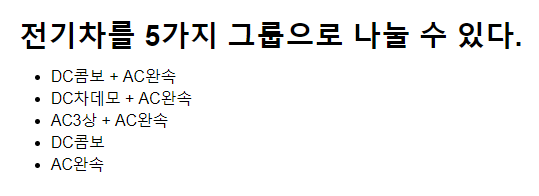 전기차를 5가지 그룹으로 나눌 수 있다.
• DC콤보 + AC완속
• DC차데모 + AC완속
• AC3상 + AC완속
• DC콤보
• AC완속